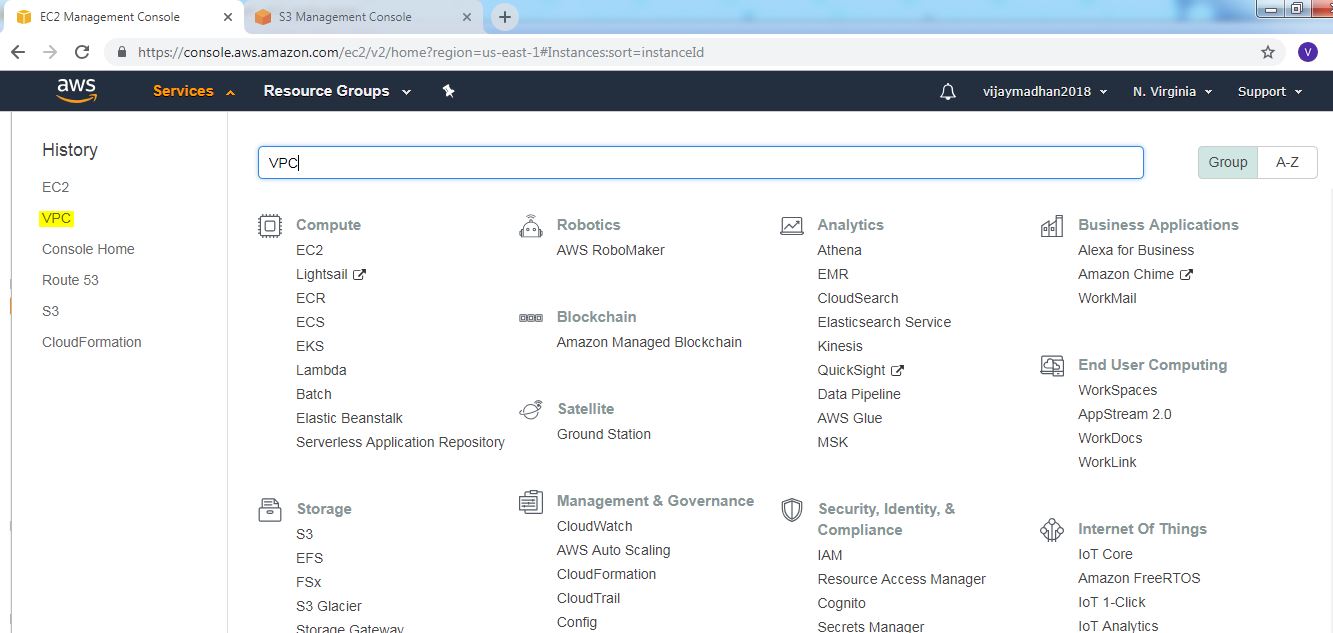 EC2 Management Console
S3 Management Console
https://console.aws.amazon.com/ec2/v2/home?region=us-east-1#Instances:sort=instanceId
V
aws
Services
Resource Groups
vijaymadhan2018
N. Virginia
Support
History
EC2
VPC
Console Home
Route 53
S3
CloudFormation
VPC
Group
A-Z
Compute
EC2
Lightsail
ECR
ECS
EKS
Lambda
Batch
Elastic Beanstalk
Serverless Application Repository
Storage
S3
EFS
FSx
S3 Glacier
Storage Gateway
Robotics
AWS RoboMaker
Blockchain
Amazon Managed Blockchain
Satellite
Ground Station
Management & Governance
CloudWatch
AWS Auto Scaling
CloudFormation
CloudTrail
Config
Analytics
Athena
EMR
CloudSearch
Elasticsearch Service
Kinesis
QuickSight
Data Pipeline
AWS Glue
MSK
Security, Identity, &
Compliance
IAM
Resource Access Manager
Cognito
Secrets Manager
Business Applications
Alexa for Business
Amazon Chime
WorkMail
End User Computing
WorkSpaces
AppStream 2.0
WorkDocs
WorkLink
Internet Of Things
IoT Core
Amazon FreeRTOS
IoT 1-Click
IoT Analytics